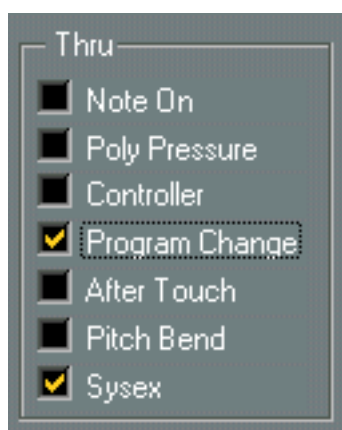 Thru
Note On
Poly Pressure
Controller
Program Change
After Touch
Pitch Bend
Sysex